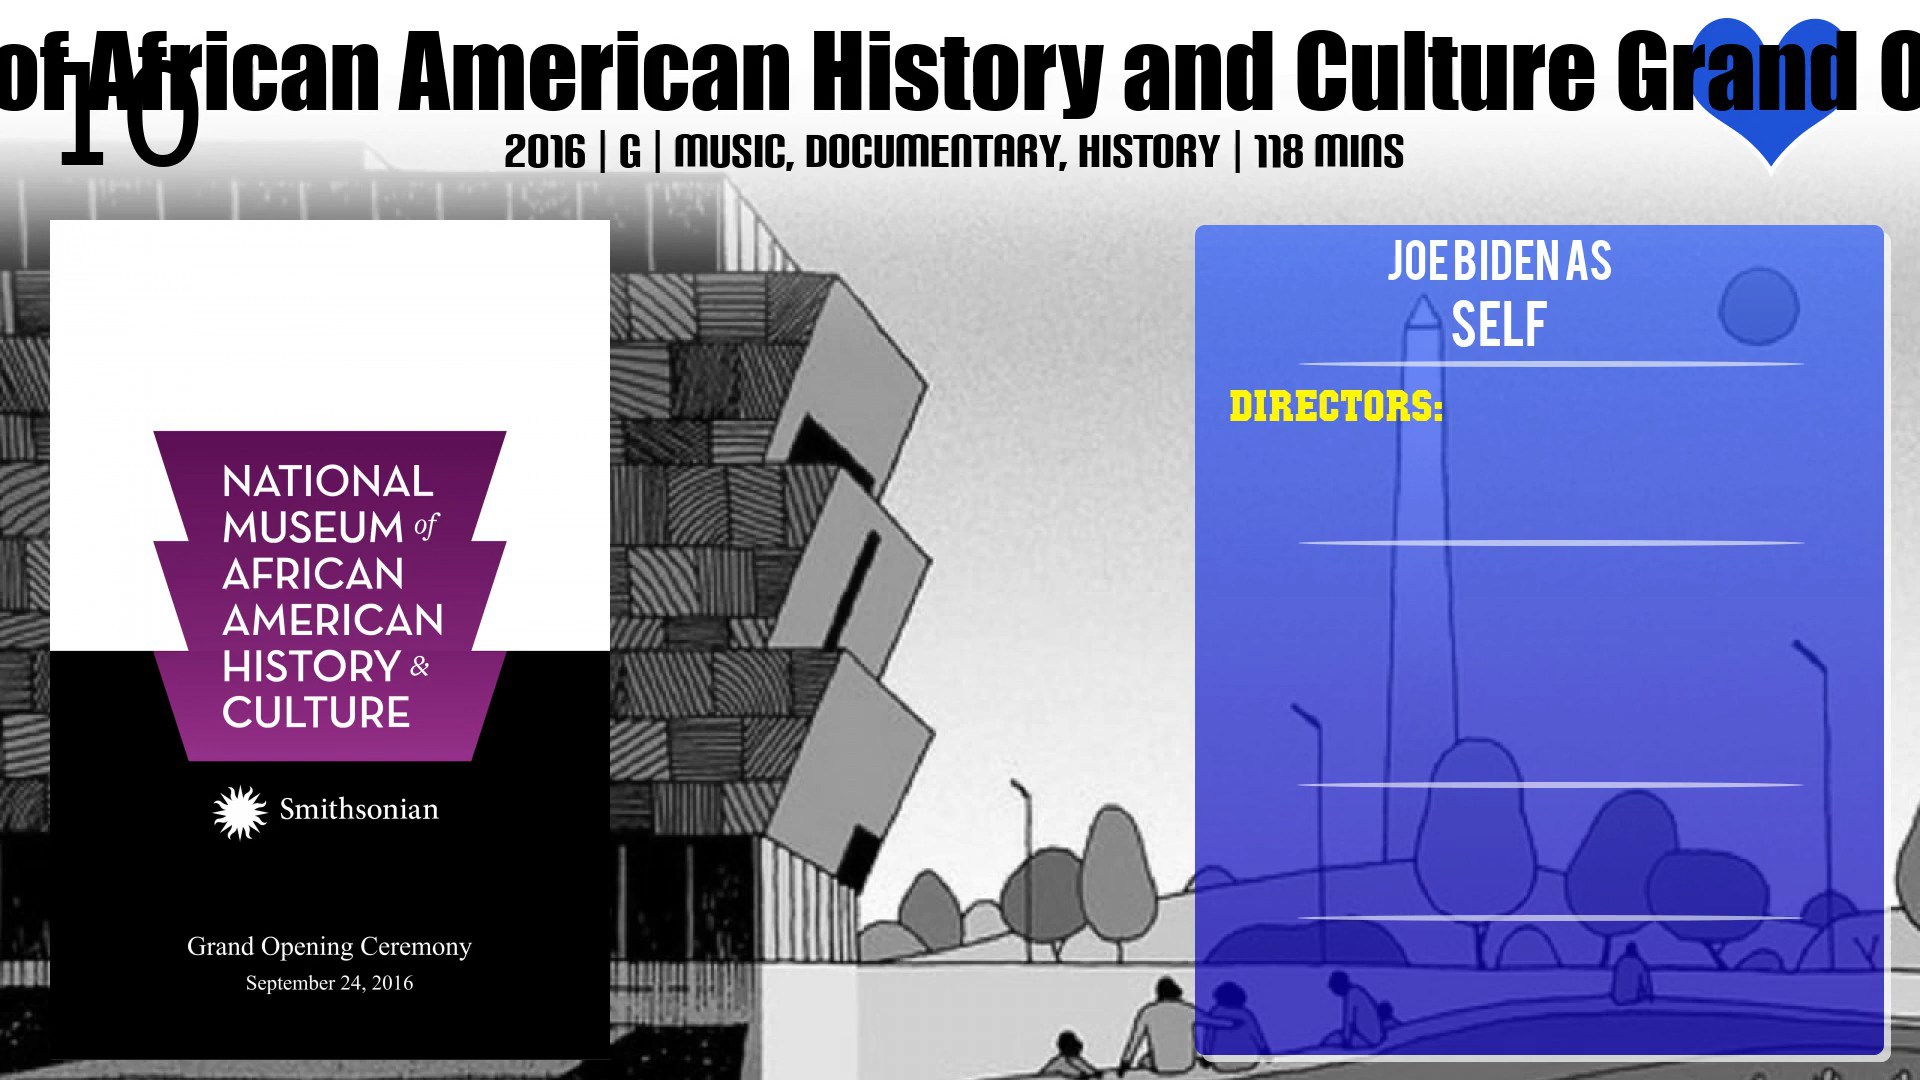 of African American History and Culture Grand O
10
2016 | G | MUSIC, DOCUMENTARY, HISTORY | 118 MINS
NATIONAL
MUSEUM of
AFRICAN
AMERICAN
HISTORY &
CULTURE
Smithsonian
Grand Opening Ceremony
September 24, 2016
JOE BIDEN AS
SELF
DIRECTORS: